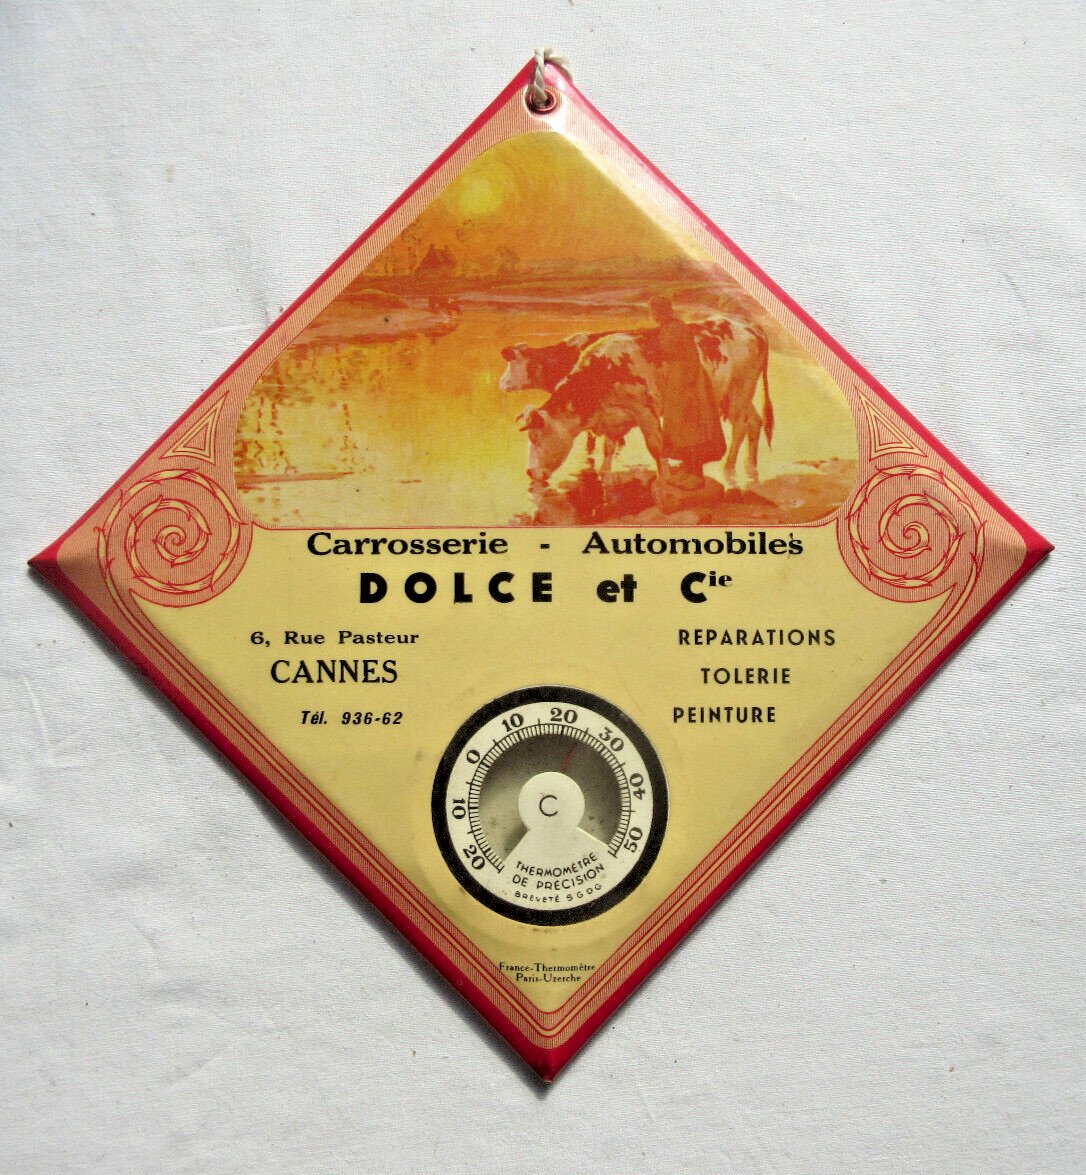 Carrosserie - Automobiles
DOLCE et Cie
6, Rue Pasteur
CANNES
Tél. 936-62
REPARATIONS
TOLERIE
PEINTURE
20 10 0 10 20 30 40 50
C
THERMOMÈTRE
DE PRÉCISION
BREVETÉ S.G.D.G
France-Thermomètre
Paris-Uzerche